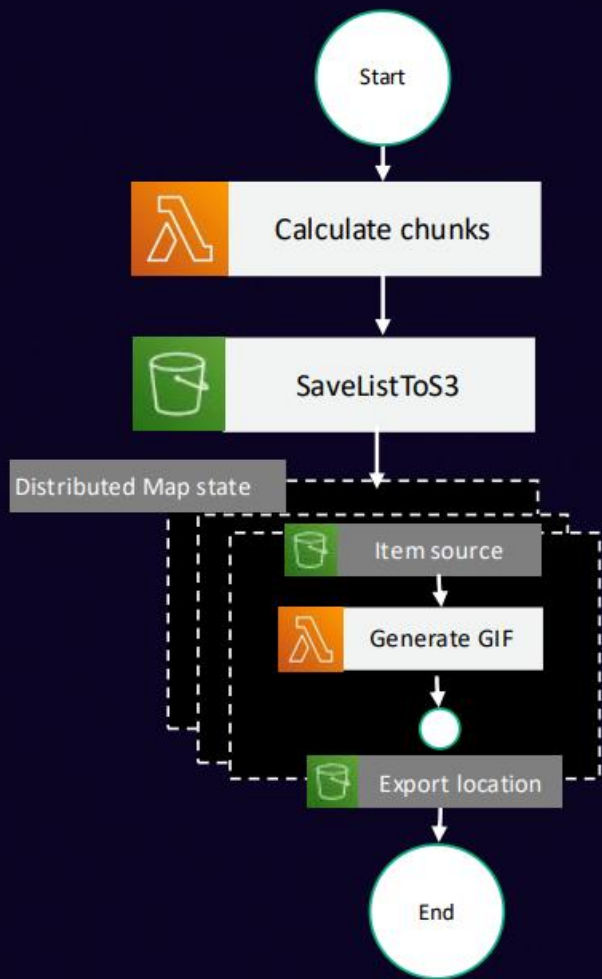 Start
Calculate chunks
SaveListToS3
Distributed Map state
Item source
Generate GIF
Export location
End